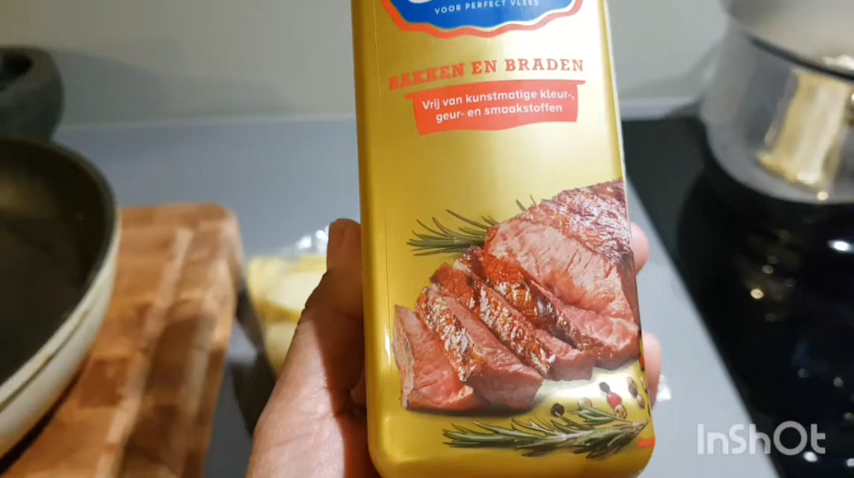 VOOR PERFECT VLEES
BAKKEN EN BRADEN
Vrij van kunstmatige kleur-,
geur- en smaakstoffen
InShOt